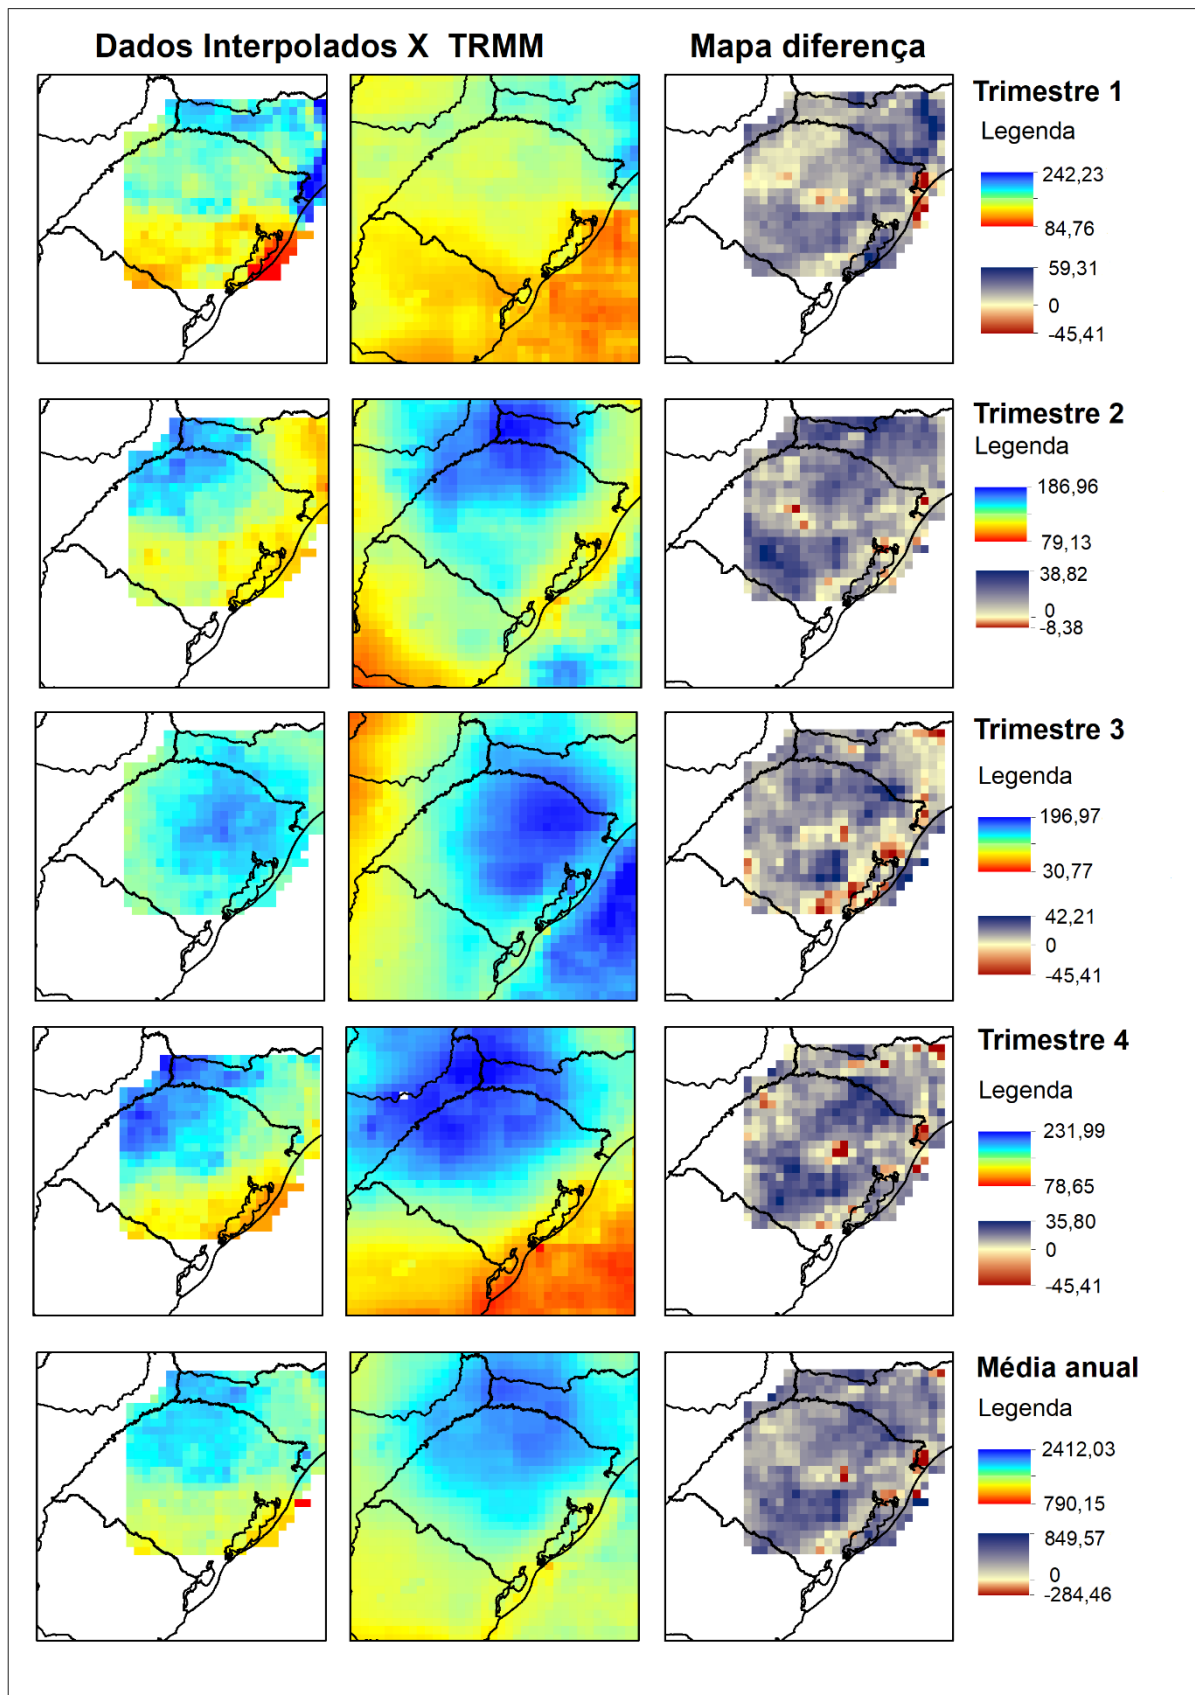 Dados Interpolados X TRMM
Mapa diferença
Trimestre 1
Legenda
242,23
84,76
59,31
0
-45,41
Trimestre 2
Legenda
186,96
79,13
38,82
0
-8,38
Trimestre 3
Legenda
196,97
30,77
42,21
0
-45,41
Trimestre 4
Legenda
231,99
78,65
35,80
0
-45,41
Média anual
Legenda
2412,03
790,15
849,57
0
-284,46